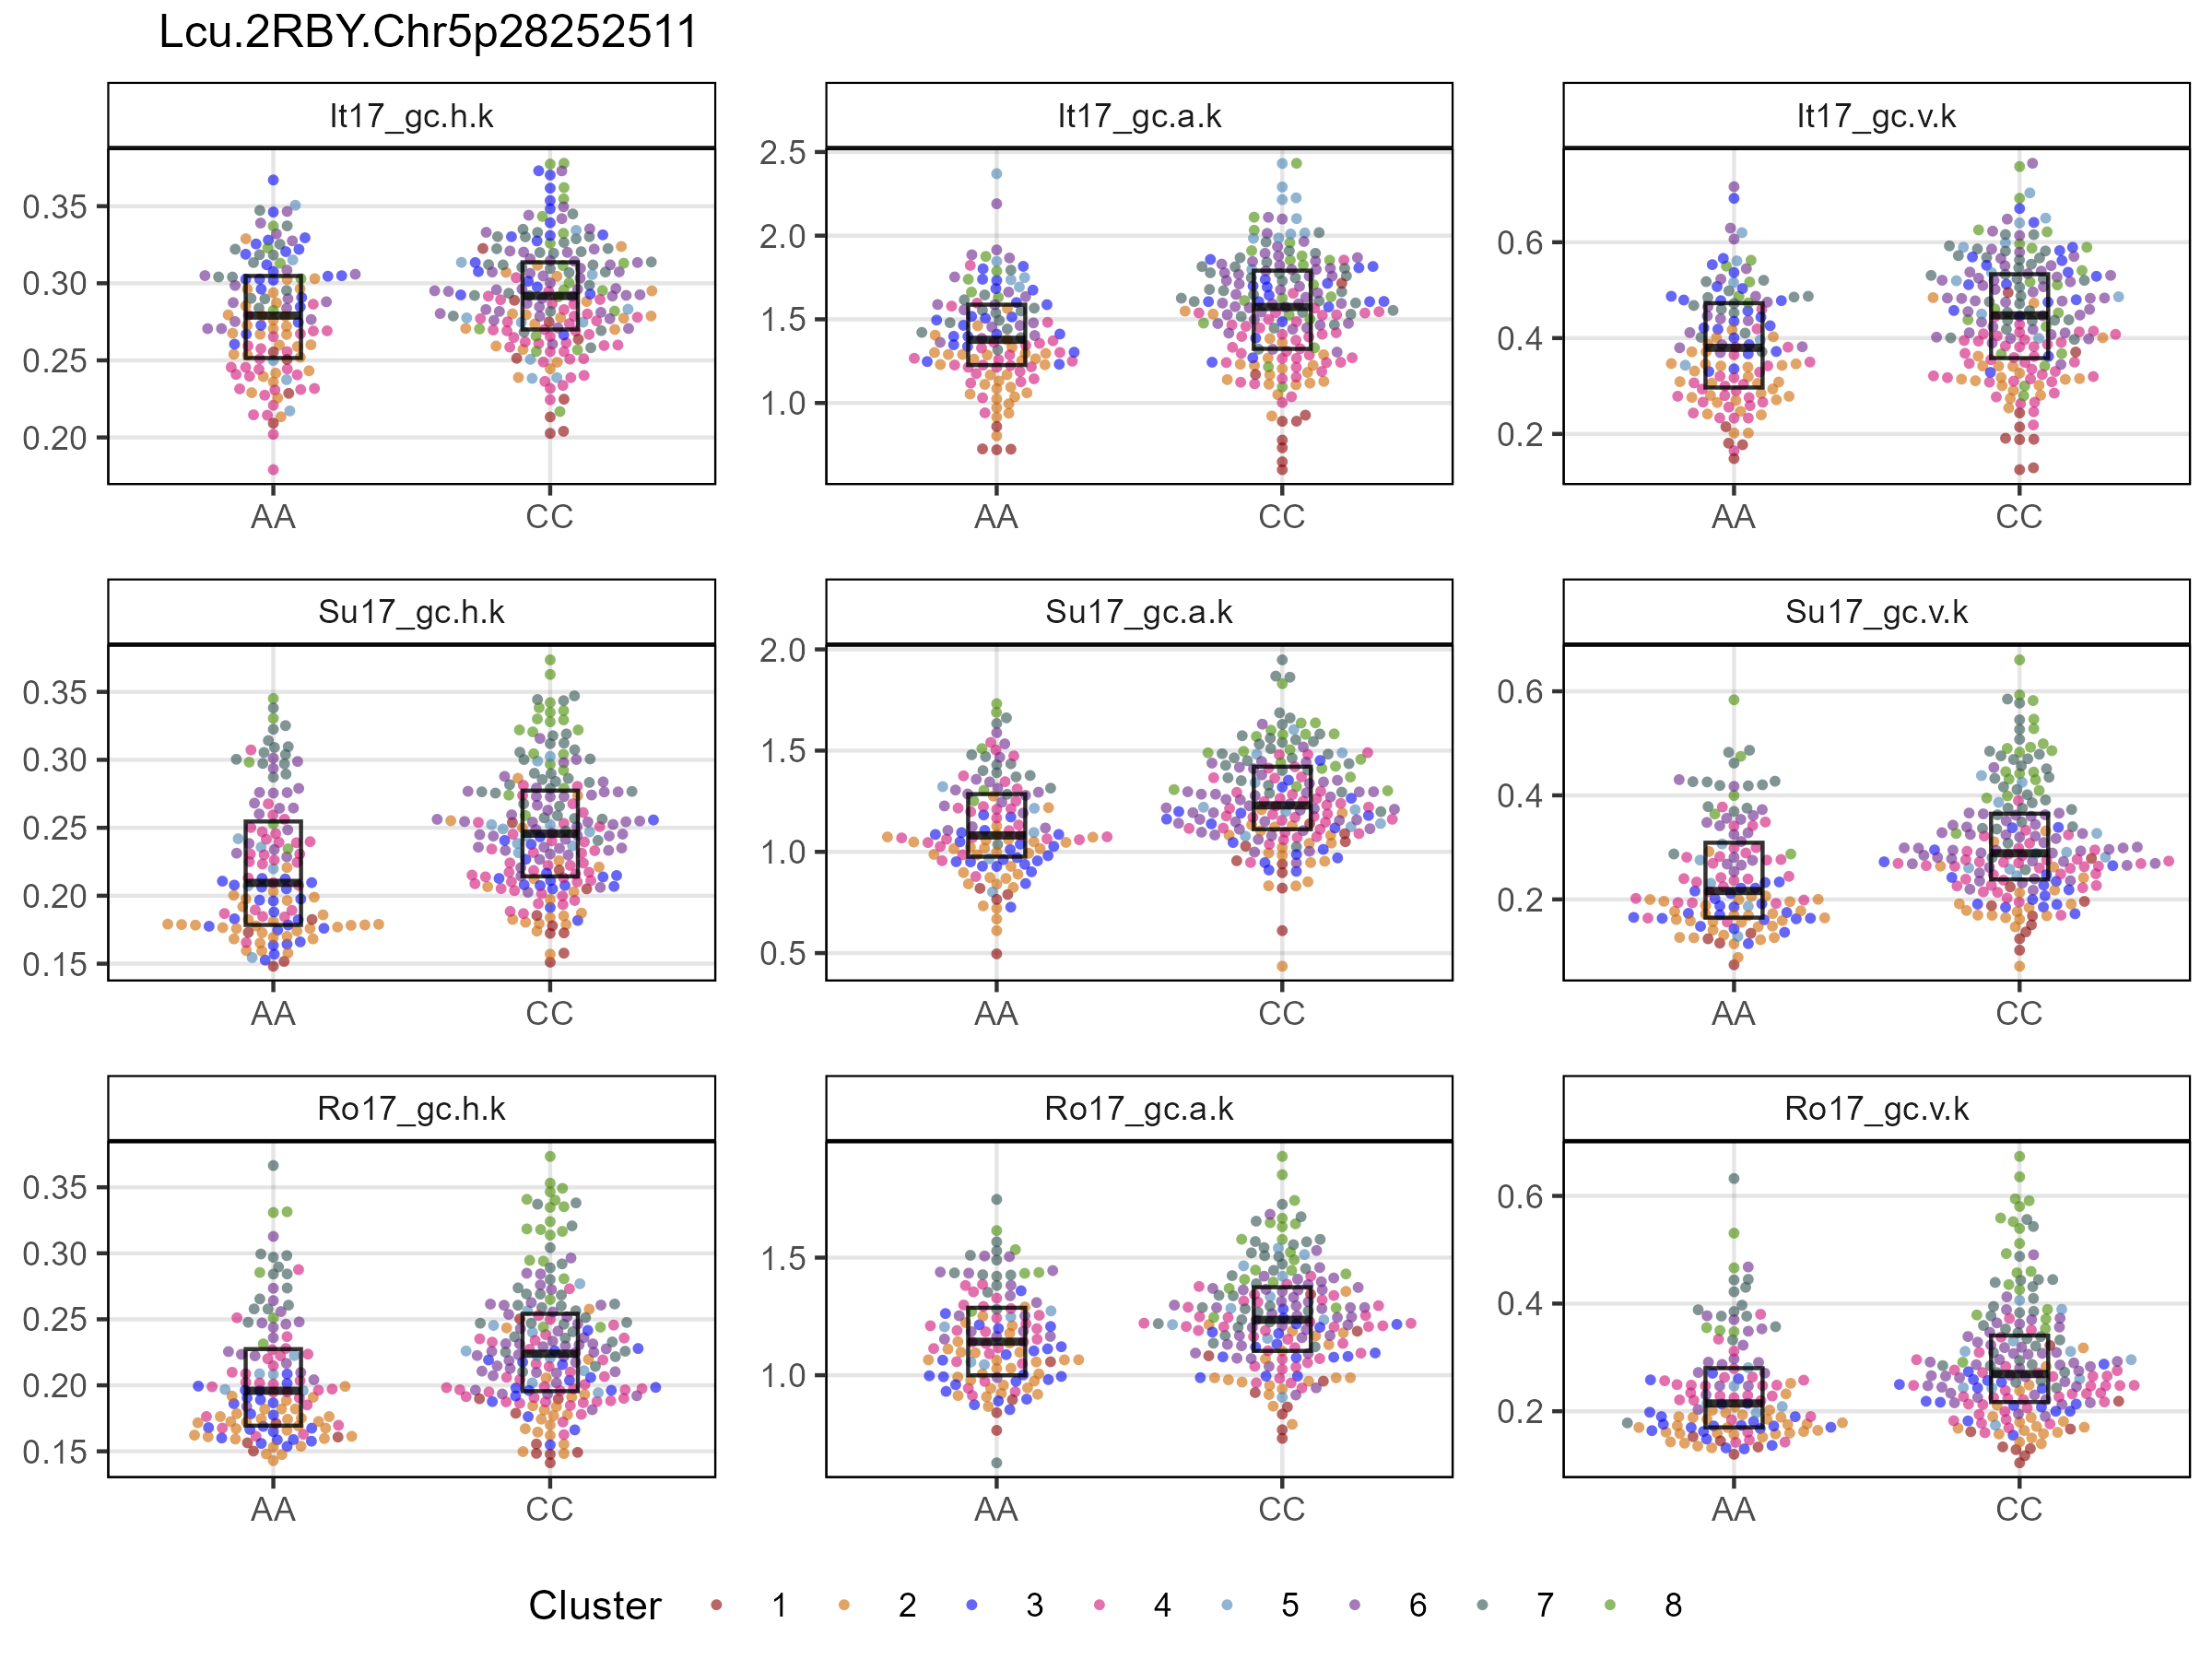 Lcu.2RBY.Chr5p28252511
It17_gc.h.k
It17_gc.a.k
It17_gc.v.k
0.35
0.30
0.25
0.20
2.5
2.0
1.5
1.0
0.6
0.4
0.2
AA CC
AA CC
AA CC
Su17_gc.h.k
Su17_gc.a.k
Su17_gc.v.k
0.35
0.30
0.25
0.20
0.15
2.0
1.5
1.0
0.5
0.6
0.4
0.2
AA CC
AA CC
AA CC
Ro17_gc.h.k
Ro17_gc.a.k
Ro17_gc.v.k
0.35
0.30
0.25
0.20
0.15
1.5
1.0
0.6
0.4
0.2
AA CC
AA CC
AA CC
Cluster 1 2 3 4 5 6 7 8